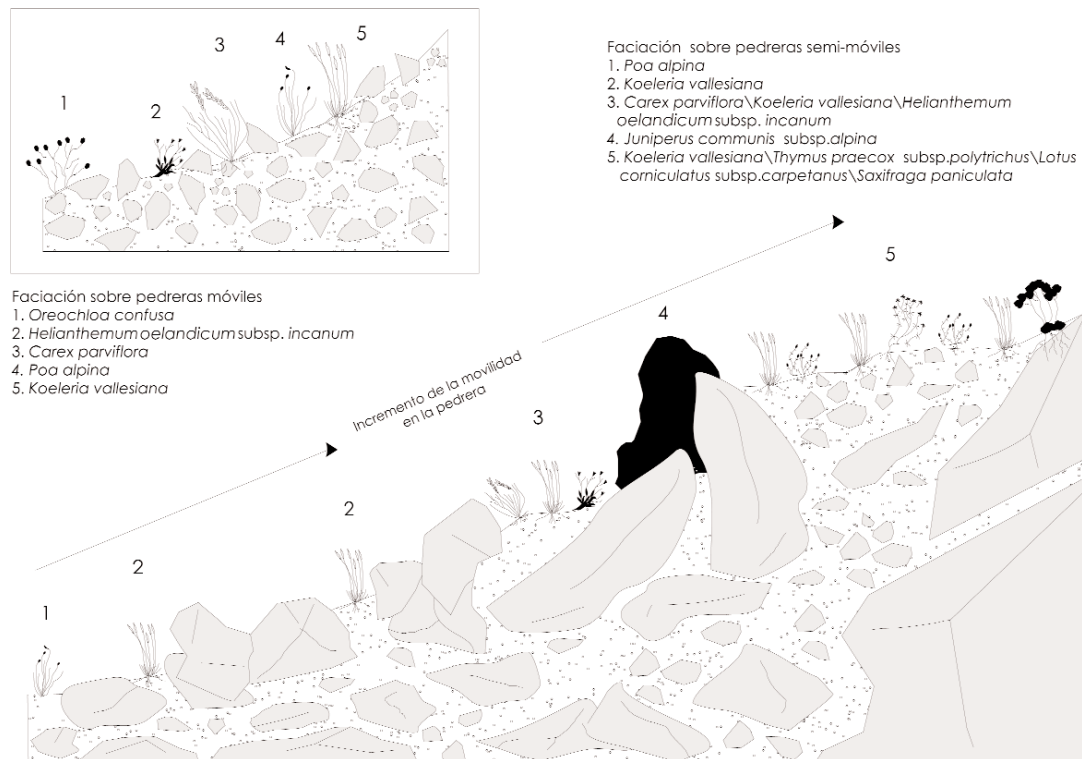 1
2
3
4
5
Faciación sobre pedreras móviles
1. Oreochloa confusa
2. Helianthemum oelandicum subsp. incanum
3. Carex parviflora
4. Poa alpina
5. Koeleria vallesiana
Faciación sobre pedreras semi-móviles
1. Poa alpina
2. Koeleria vallesiana
3. Carex parviflora\Koeleria vallesiana\Helianthemum
oelandicum subsp. incanum
4. Juniperus communis subsp.alpina
5. Koeleria vallesiana\Thymus praecox subsp.polytrichus\Lotus
corniculatus subsp.carpetanus\Saxifraga paniculata
Incremento de la movilidad
en la pedrera
1
2
2
3
4
5